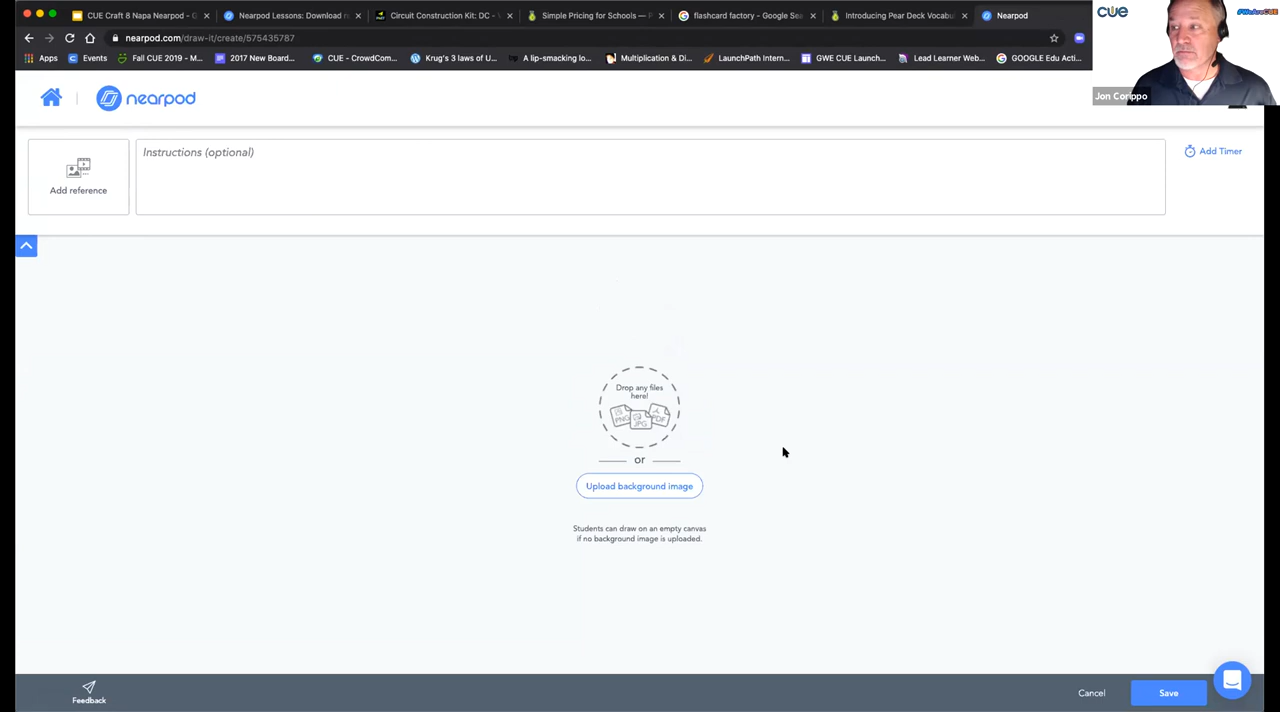 CUE Craft 8 Napa Nearpod - G
Nearpod Lessons: Download r
Circuit Construction Kit: DC - V
Simple Pricing for Schools — P
flashcard factory - Google Sea
Introducing Pear Deck Vocabu
Nearpod
nearpod.com/draw-it/create/575435787
Apps
Events
Fall CUE 2019 - M...
2017 New Board...
CUE - CrowdCom...
Krug's 3 laws of U...
A lip-smacking lo...
Multiplication & Di...
LaunchPath Intern...
GWE CUE Launch...
Lead Learner Web...
GOOGLE Edu Acti...
CUE
#WeAreCUE
Jon Corippo
nearpod
Add reference
Instructions (optional)
Add Timer
Drop any files
here!
PNG
JPG
PDF
or
Upload background image
Students can draw on an empty canvas
if no background image is uploaded.
Feedback
Cancel
Save